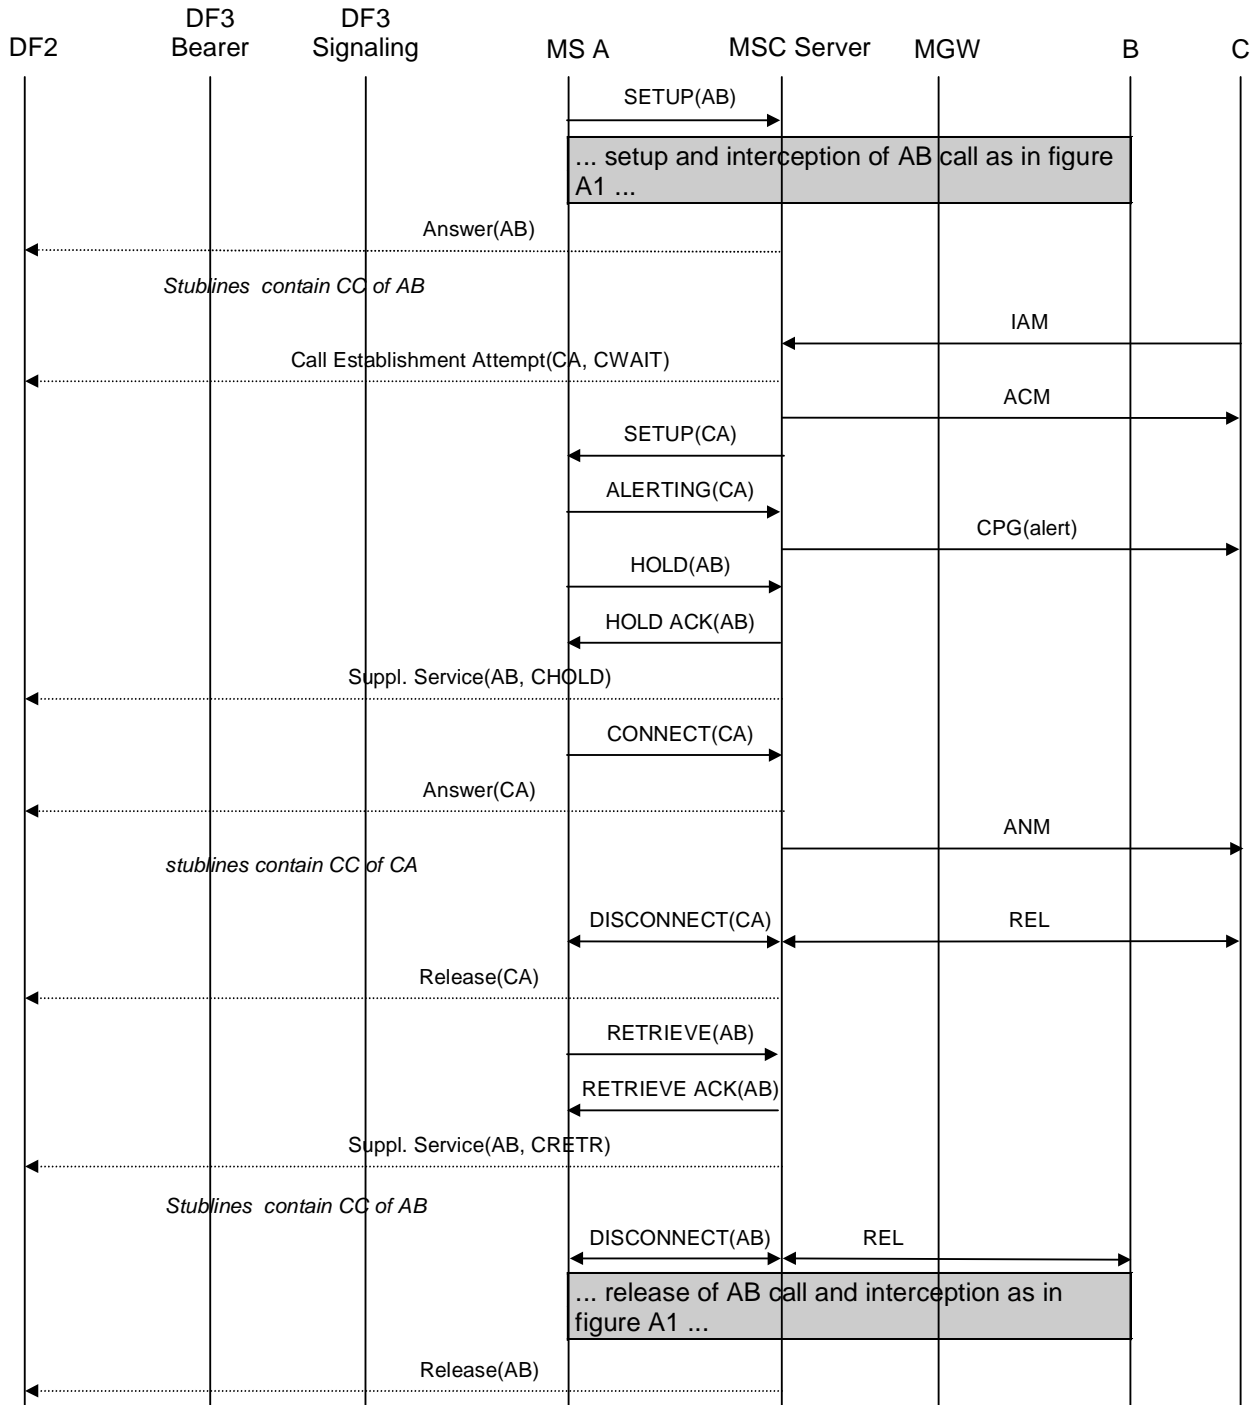 DF2
DF3
Bearer
DF3
Signaling
MS A
MSC Server
MGW
B
C
SETUP(AB)
... setup and interception of AB call as in figure
A1 ...
Answer(AB)
Stublines contain CC of AB
IAM
Call Establishment Attempt(CA, CWAIT)
ACM
SETUP(CA)
ALERTING(CA)
CPG(alert)
HOLD(AB)
HOLD ACK(AB)
Suppl. Service(AB, CHOLD)
CONNECT(CA)
Answer(CA)
ANM
stublines contain CC of CA
DISCONNECT(CA)
REL
Release(CA)
RETRIEVE(AB)
RETRIEVE ACK(AB)
Suppl. Service(AB, CRETR)
Stublines contain CC of AB
DISCONNECT(AB)
REL
... release of AB call and interception as in
figure A1 ...
Release(AB)